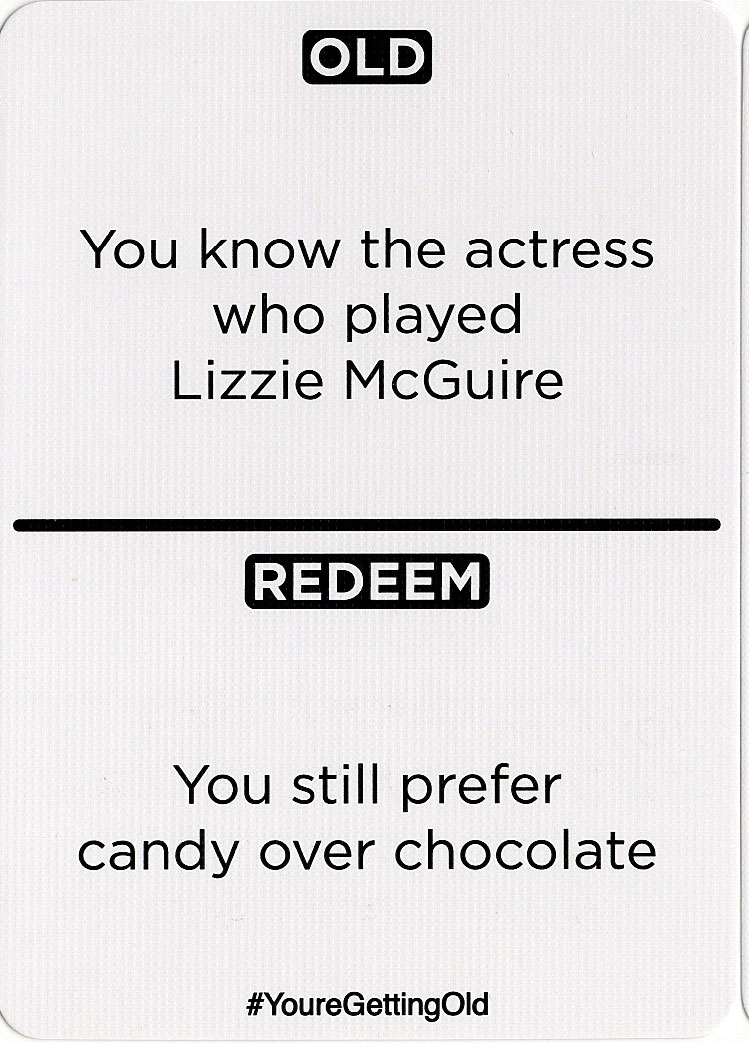 OLD
You know the actress
who played
Lizzie McGuire
REDEEM
You still prefer
candy over chocolate
#YoureGettingOld